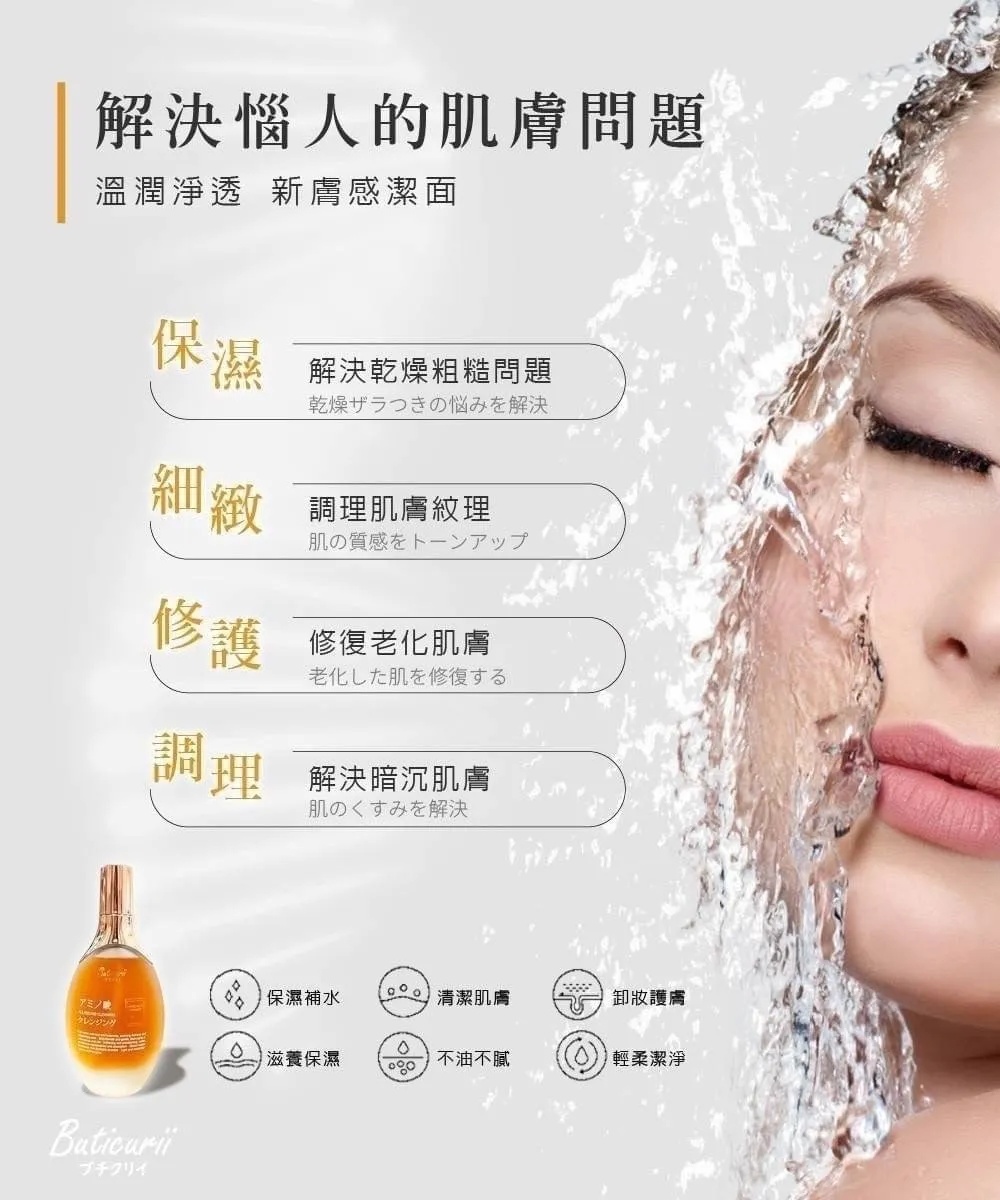 解決惱人的肌膚問題
溫潤淨透 新膚感潔面
保濕
解決乾燥粗糙問題
乾燥ザラつきの悩みを解決
細緻
調理肌膚紋理
肌の質感をトーンアップ
修護
修復老化肌膚
老化した肌を修復する
調理
解決暗沉肌膚
肌のくすみを解決
Buticurii
アミノ酸
クレンジング
保濕補水
清潔肌膚
卸妝護膚
滋養保濕
不油不膩
輕柔潔淨
Buticurii
プチクリイ